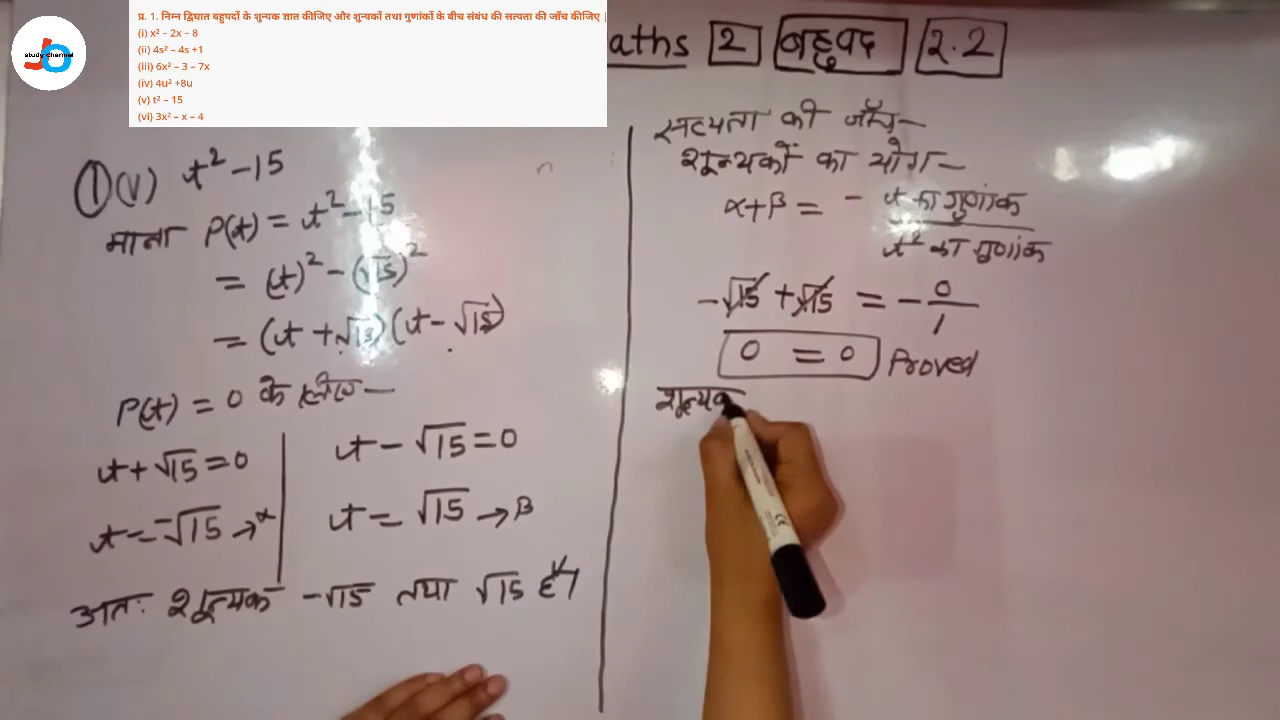 study channel
प्र. 1. निम्न द्विघात बहुपदों के शुन्यक ज्ञात कीजिए और शुन्यकों तथा गुणांकों के बीच संबंध की सत्यता की जाँच कीजिए |
(i) x² – 2x – 8
(ii) 4s² – 4s +1
(iii) 6x² – 3 – 7x
(iv) 4u² +8u
(v) t² – 15
(vi) 3x² – x – 4
aths 2 बहुपद 2.2
① (v) t² - 15
माना P(t) = t² - 15
= (t)² - (√15)²
= (t + √15) (t - √15)
P(t) = 0 के लिए -
t + √15 = 0
t = -√15 → α
t - √15 = 0
t = √15 → β
अतः शून्यक -√15 तथा √15 है।
सत्यता की जाँच -
शून्यकों का योग -
α + β = - t का गुणांक
t² का गुणांक
-√15 + √15 = - 0
1
0 = 0 Proved
शून्यक